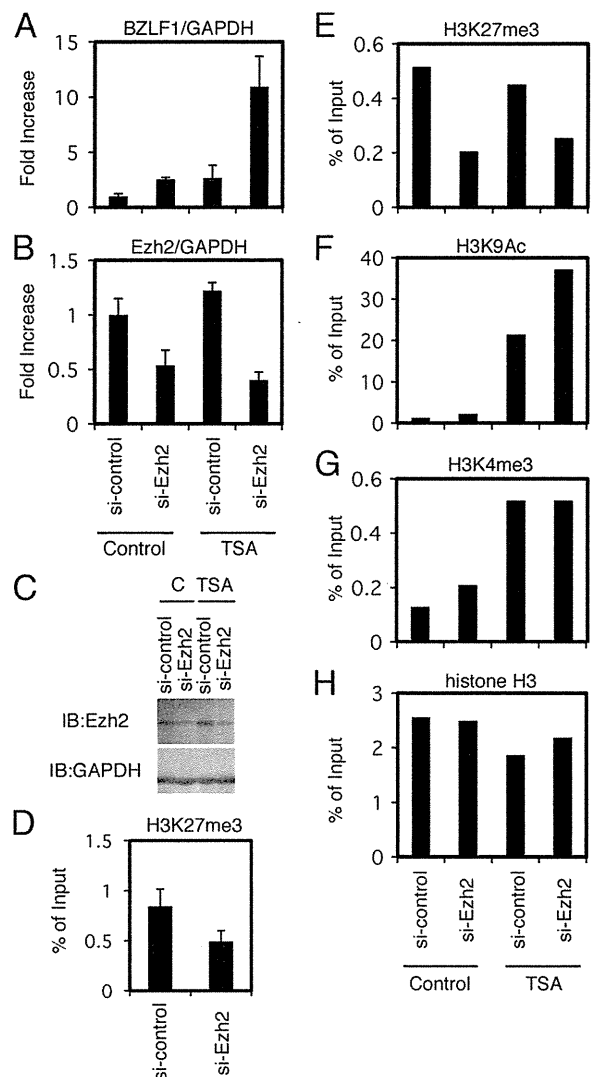 A
BZLF1/GAPDH
Fold Increase
15
10
5
0
B
Ezh2/GAPDH
Fold Increase
1.5
1
0.5
0
si-control
si-Ezh2
si-control
si-Ezh2
Control
TSA
C
C TSA
si-control
si-Ezh2
si-control
si-Ezh2
IB:Ezh2
IB:GAPDH
D
H3K27me3
% of Input
1.5
1
0.5
0
si-control
si-Ezh2
E
H3K27me3
% of Input
0.6
0.4
0.2
0
F
H3K9Ac
% of Input
40
30
20
10
0
G
H3K4me3
% of Input
0.6
0.4
0.2
0
H
histone H3
% of Input
3
2
1
0
si-control
si-Ezh2
si-control
si-Ezh2
Control
TSA